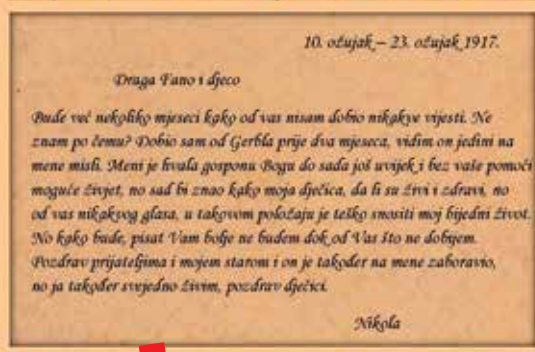 10. ožujak – 23. ožujak 1917.
Draga Fano i djeco
Bude već nekoliko mjeseci kako od vas nisam dobio nikakve vijesti. Ne
znam po čemu? Dobio sam od Gerbla prije dva mjeseca, vidim on jedini na
mene misli. Meni je hvala gosponu Bogu do sada još uvijek i bez vaše pomoći
moguće živjet, no sad bi znao kako moja dječica, da li su živi i zdravi, no
od vas nikakvog glasa, u takovom položaju je teško snositi moj bijedni život.
No kako bude, pisat Vam bolje ne budem dok od Vas što ne dobijem.
Pozdrav prijateljima i mojem starom i on je također na mene zaboravio,
no ja također svejedno živim, pozdrav dječici.
Nikola